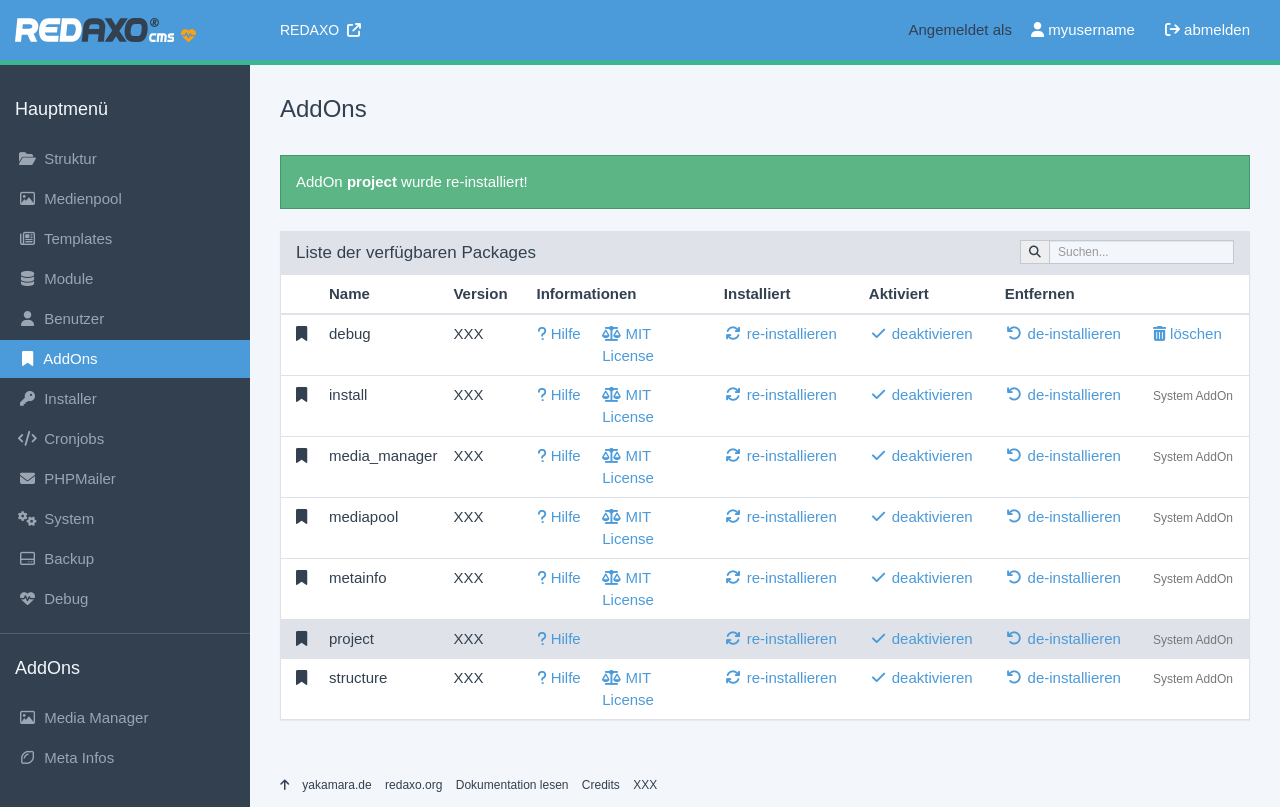 REDAXO® cms REDAXO Angemeldet als myusername abmelden
Hauptmenü
Struktur
Medienpool
Templates
Module
Benutzer
AddOns
Installer
Cronjobs
PHPMailer
System
Backup
Debug
AddOns
Media Manager
Meta Infos
AddOns
AddOn project wurde re-installiert!
Liste der verfügbaren Packages Suchen...
Name Version Informationen Installiert Aktiviert Entfernen
debug XXX Hilfe MIT re-installieren deaktivieren de-installieren löschen
License
install XXX Hilfe MIT re-installieren deaktivieren de-installieren System AddOn
License
media_manager XXX Hilfe MIT re-installieren deaktivieren de-installieren System AddOn
License
mediapool XXX Hilfe MIT re-installieren deaktivieren de-installieren System AddOn
License
metainfo XXX Hilfe MIT re-installieren deaktivieren de-installieren System AddOn
License
project XXX Hilfe re-installieren deaktivieren de-installieren System AddOn
structure XXX Hilfe MIT re-installieren deaktivieren de-installieren System AddOn
License
yakamara.de redaxo.org Dokumentation lesen Credits XXX